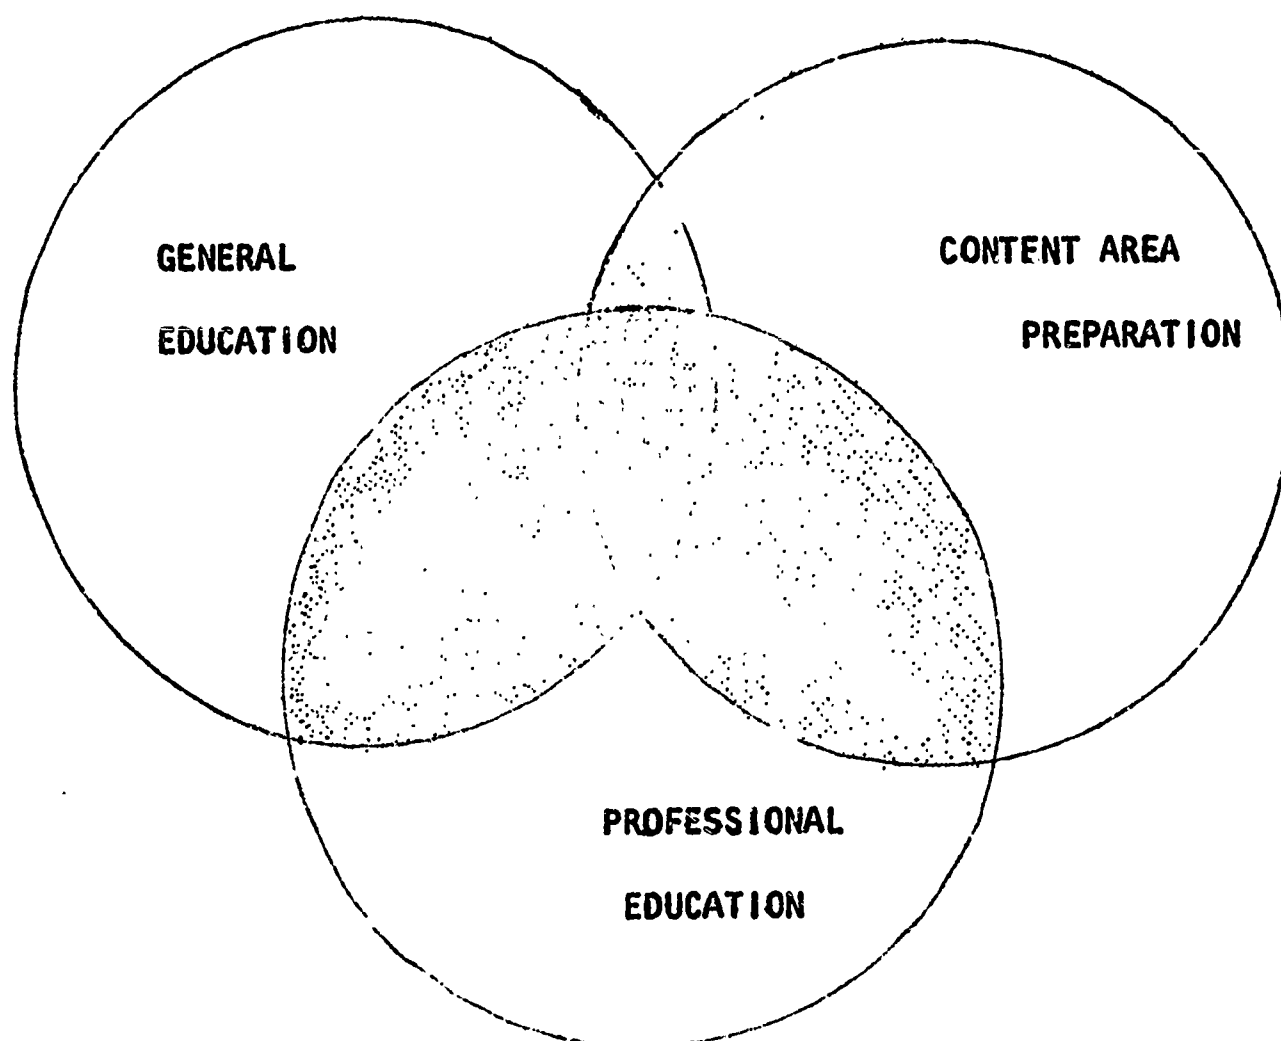 GENERAL
EDUCATION
CONTENT AREA
PREPARATION
PROFESSIONAL
EDUCATION